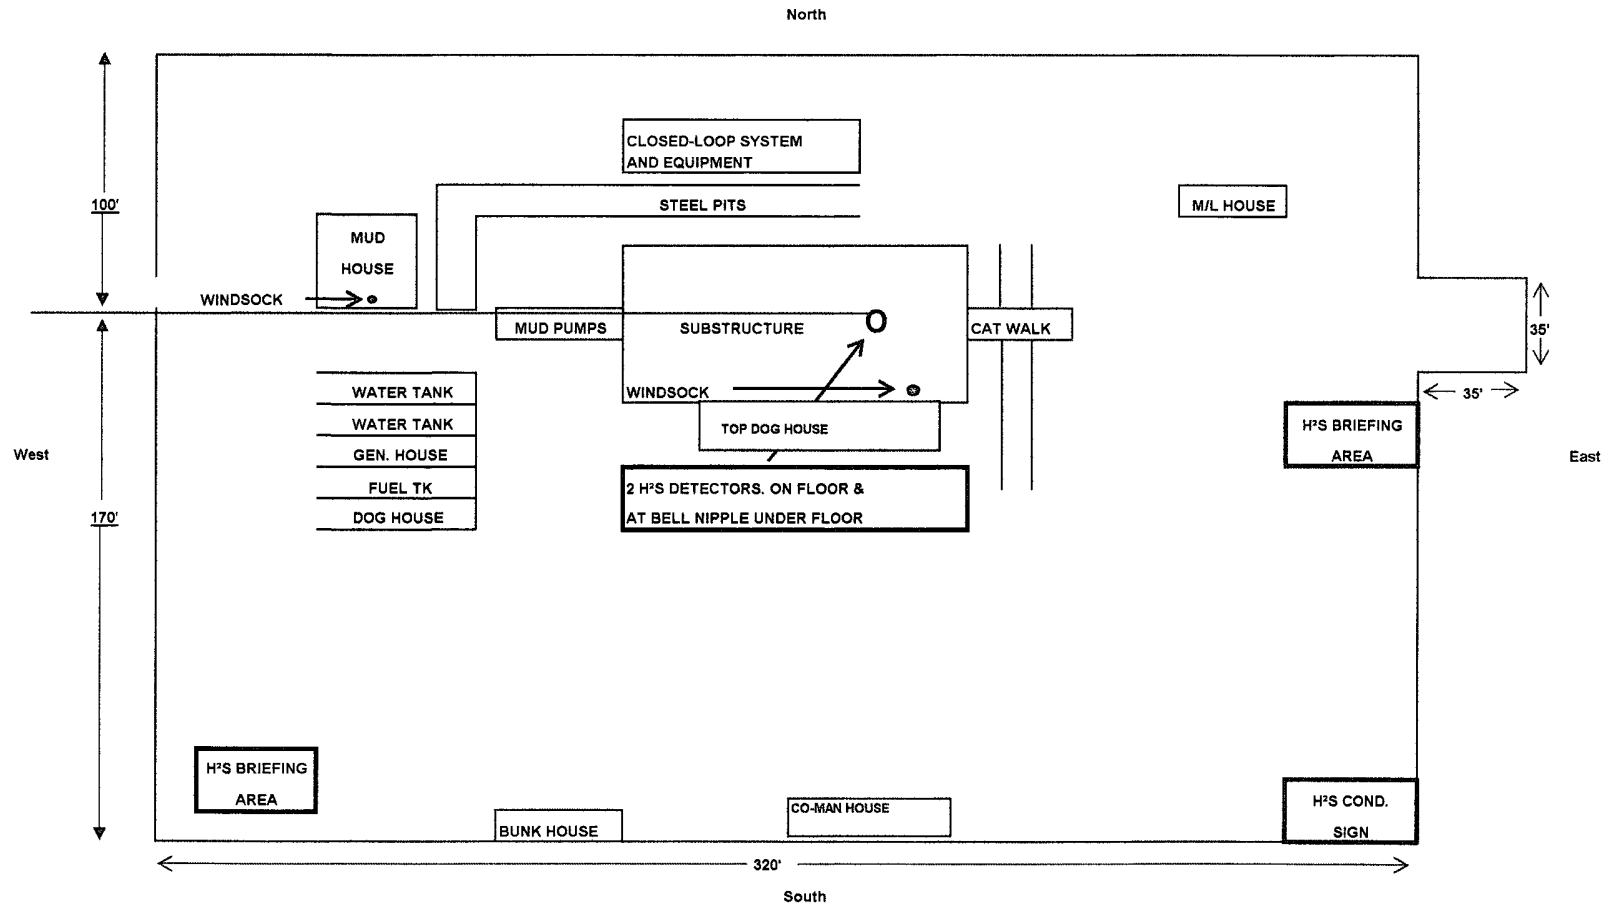 North
CLOSED-LOOP SYSTEM
AND EQUIPMENT
100'
STEEL PITS
M/L HOUSE
MUD
HOUSE
WINDSOCK
MUD PUMPS
SUBSTRUCTURE
O
CAT WALK
35'
35'
WATER TANK
WINDSOCK
WATER TANK
TOP DOG HOUSE
H²S BRIEFING
AREA
West
GEN. HOUSE
East
FUEL TK
2 H²S DETECTORS. ON FLOOR &
170'
DOG HOUSE
AT BELL NIPPLE UNDER FLOOR
H²S BRIEFING
AREA
BUNK HOUSE
CO-MAN HOUSE
H²S COND.
SIGN
320'
South